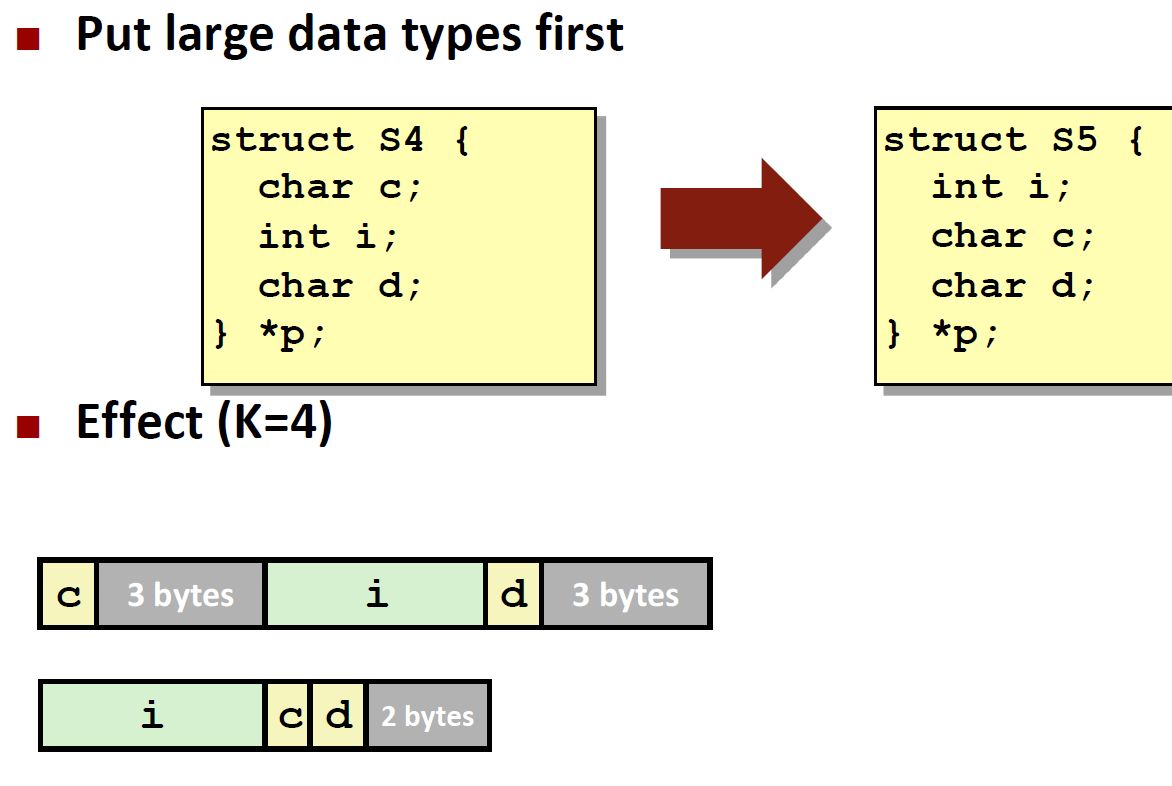 Put large data types first
struct S4 {
char c;
int i;
char d;
} *p;
struct S5 {
int i;
char c;
char d;
} *p;
Effect (K=4)
c 3 bytes i d 3 bytes
i c d 2 bytes